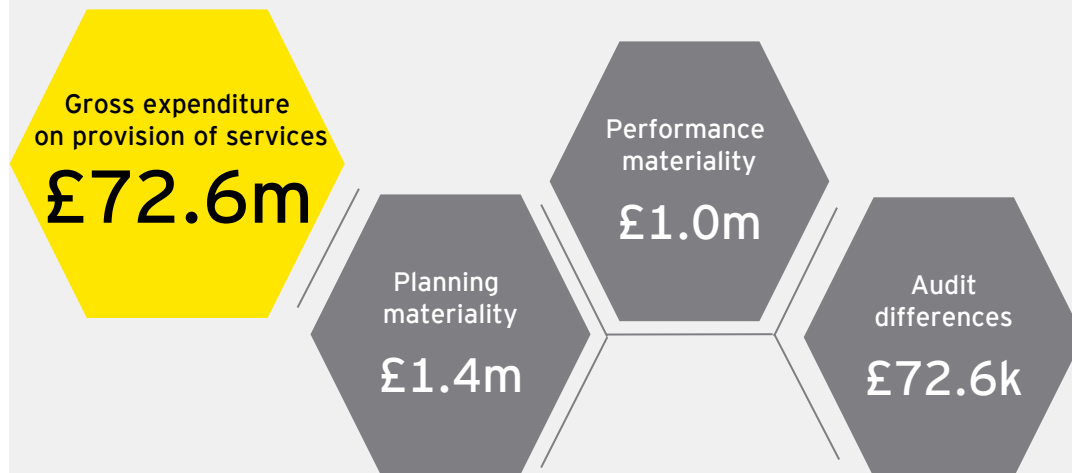 Gross expenditure
on provision of services
£72.6m
Planning
materiality
£1.4m
Performance
materiality
£1.0m
Audit
differences
£72.6k